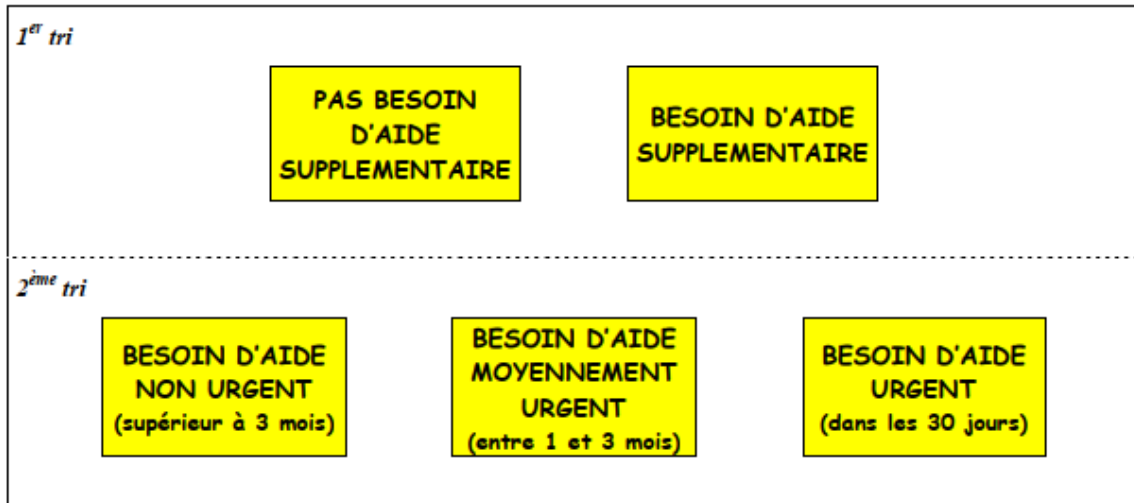 1er tri
PAS BESOIN
D'AIDE
SUPPLEMENTAIRE
BESOIN D'AIDE
SUPPLEMENTAIRE
2ème tri
BESOIN D'AIDE
NON URGENT
(supérieur à 3 mois)
BESOIN D'AIDE
MOYENNEMENT
URGENT
(entre 1 et 3 mois)
BESOIN D'AIDE
URGENT
(dans les 30 jours)